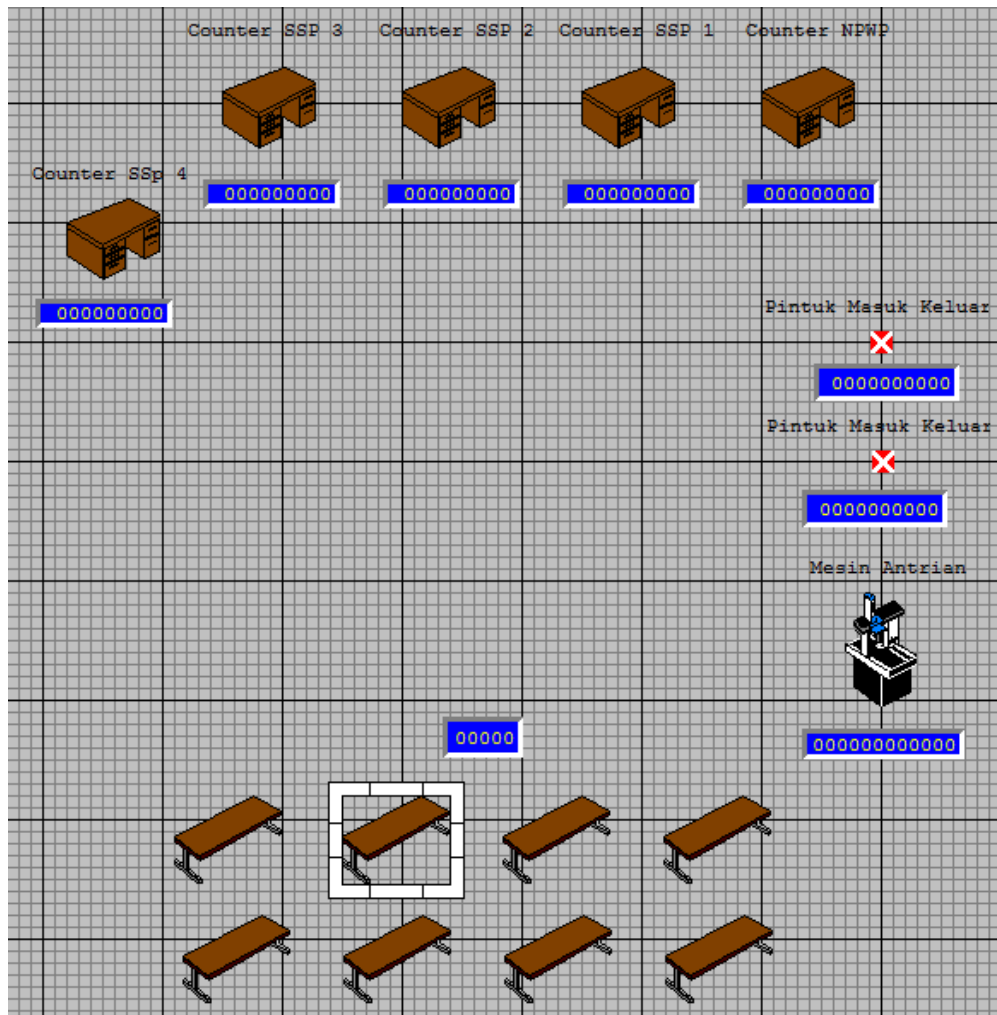 Counter SSP 3 Counter SSP 2 Counter SSP 1 Counter NPWP
Counter SSp 4
000000000 000000000 000000000 000000000
000000000
Pintuk Masuk Keluar
0000000000
Pintuk Masuk Keluar
0000000000
Mesin Antrian
00000
000000000000